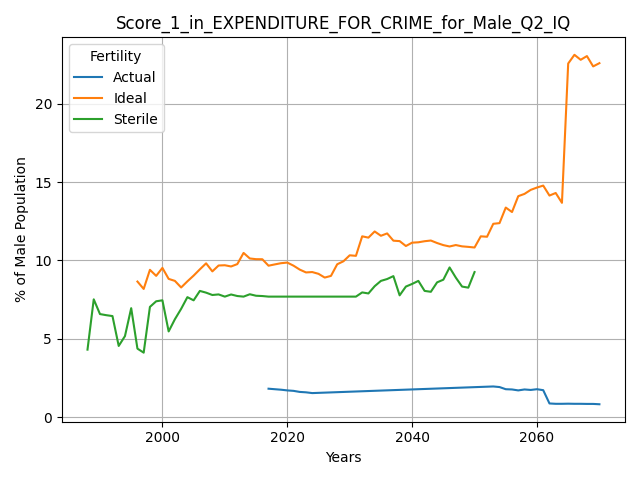 Score_1_in_EXPENDITURE_FOR_CRIME_for_Male_Q2_IQ
Fertility
Actual
Ideal
Sterile
% of Male Population
20
15
10
5
0
2000
2020
2040
2060
Years